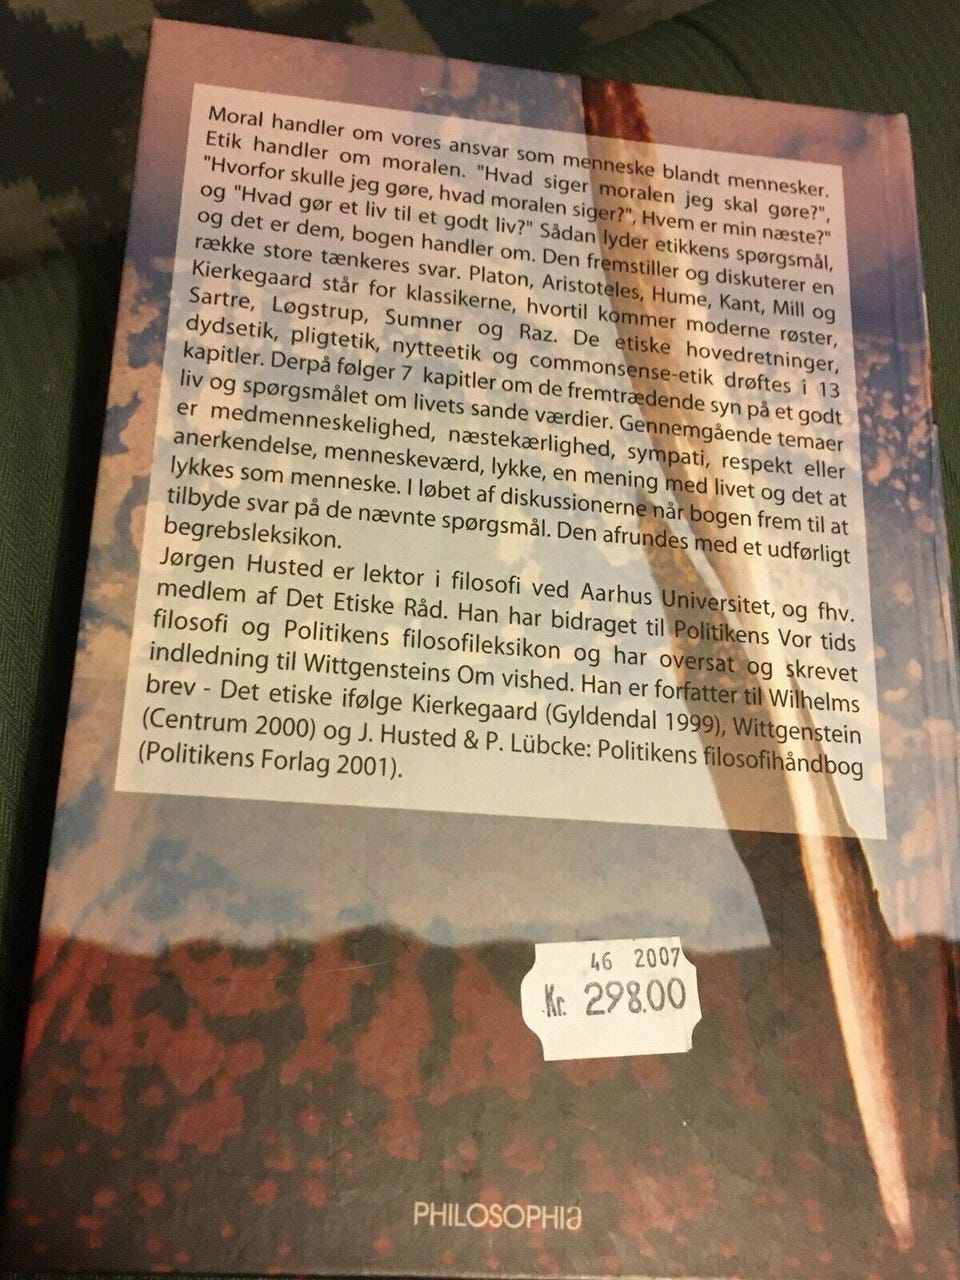 Moral handler om vores ansvar som menneske blandt mennesker.
Etik handler om moralen. "Hvad siger moralen jeg skal gøre?",
"Hvorfor skulle jeg gøre, hvad moralen siger?", Hvem er min næste?"
og "Hvad gør et liv til et godt liv?" Sådan lyder etikkens spørgsmål,
og det er dem, bogen handler om. Den fremstiller og diskuterer en
række store tænkeres svar. Platon, Aristoteles, Hume, Kant, Mill og
Kierkegaard står for klassikerne, hvortil kommer moderne røster,
Sartre, Løgstrup, Sumner og Raz. De etiske hovedretninger,
dydsetik, pligtetik, nytteetik og commonsense-etik drøftes i 13
kapitler. Derpå følger 7 kapitler om de fremtrædende syn på et godt
liv og spørgsmålet om livets sande værdier. Gennemgående temaer
er medmenneskelighed, næstekærlighed, sympati, respekt eller
anerkendelse, menneskeværd, lykke, en mening med livet og det at
lykkes som menneske. I løbet af diskussionerne når bogen frem til at
tilbyde svar på de nævnte spørgsmål. Den afrundes med et udførligt
begrebsleksikon.
Jørgen Husted er lektor i filosofi ved Aarhus Universitet, og fhv.
medlem af Det Etiske Råd. Han har bidraget til Politikens Vor tids
filosofi og Politikens filosofileksikon og har oversat og skrevet
indledning til Wittgensteins Om vished. Han er forfatter til Wilhelms
brev - Det etiske ifølge Kierkegaard (Gyldendal 1999), Wittgenstein
(Centrum 2000) og J. Husted & P. Lübcke: Politikens filosofihåndbog
(Politikens Forlag 2001).
46 2007
Kr. 298.00
PHILOSOPHIA